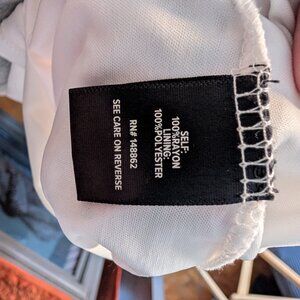 SELF:
100%RAYON
LINING:
100%POLYESTER
RN# 148862
SEE CARE ON REVERSE